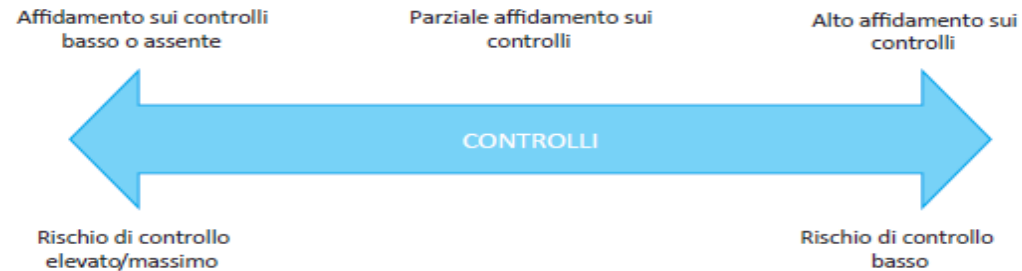 Affidamento sui controlli
basso o assente
Parziale affidamento sui
controlli
Alto affidamento sui
controlli
CONTROLLI
Rischio di controllo
elevato/massimo
Rischio di controllo
basso